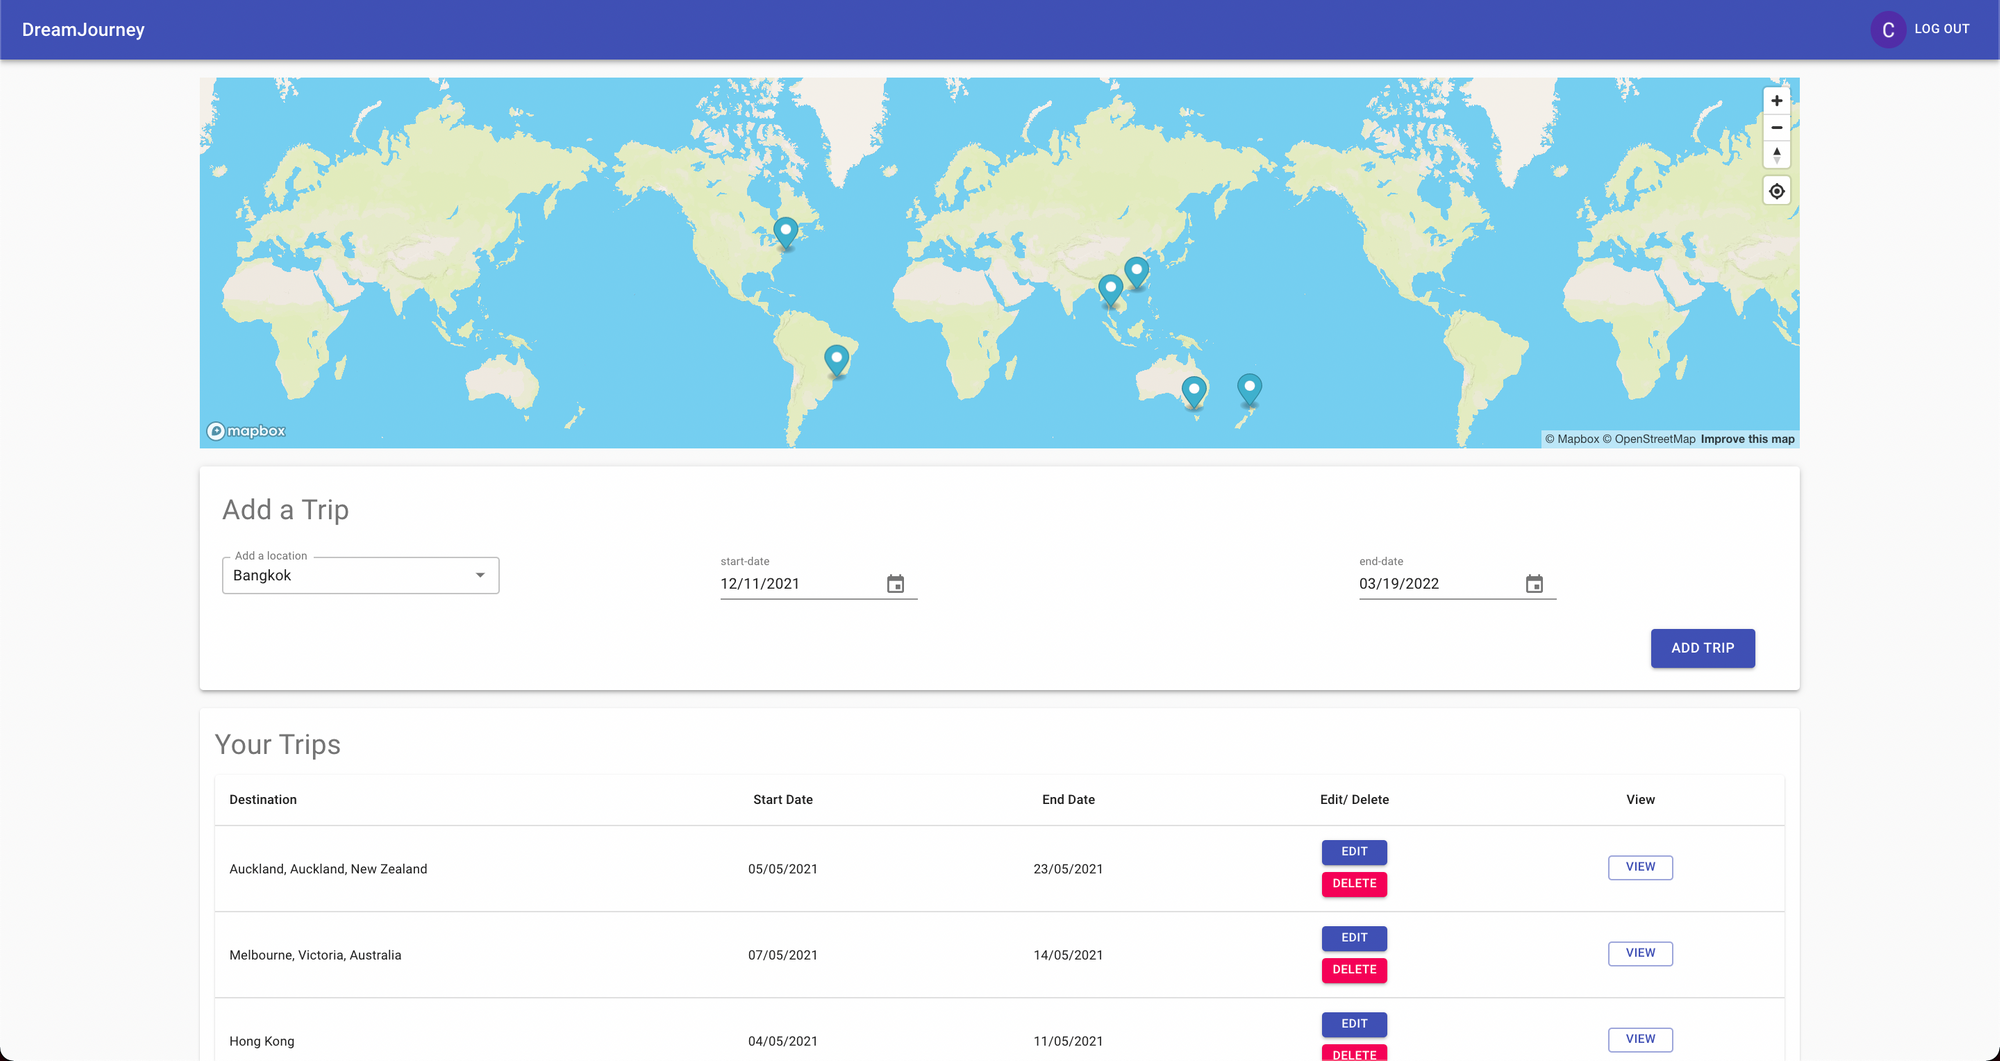 DreamJourney
C LOG OUT
mapbox
© Mapbox © OpenStreetMap Improve this map
Add a Trip
Add a location
Bangkok
start-date
12/11/2021
end-date
03/19/2022
ADD TRIP
Your Trips
Destination Start Date End Date Edit/ Delete View
Auckland, Auckland, New Zealand 05/05/2021 23/05/2021 EDIT DELETE VIEW
Melbourne, Victoria, Australia 07/05/2021 14/05/2021 EDIT DELETE VIEW
Hong Kong 04/05/2021 11/05/2021 EDIT DELETE VIEW